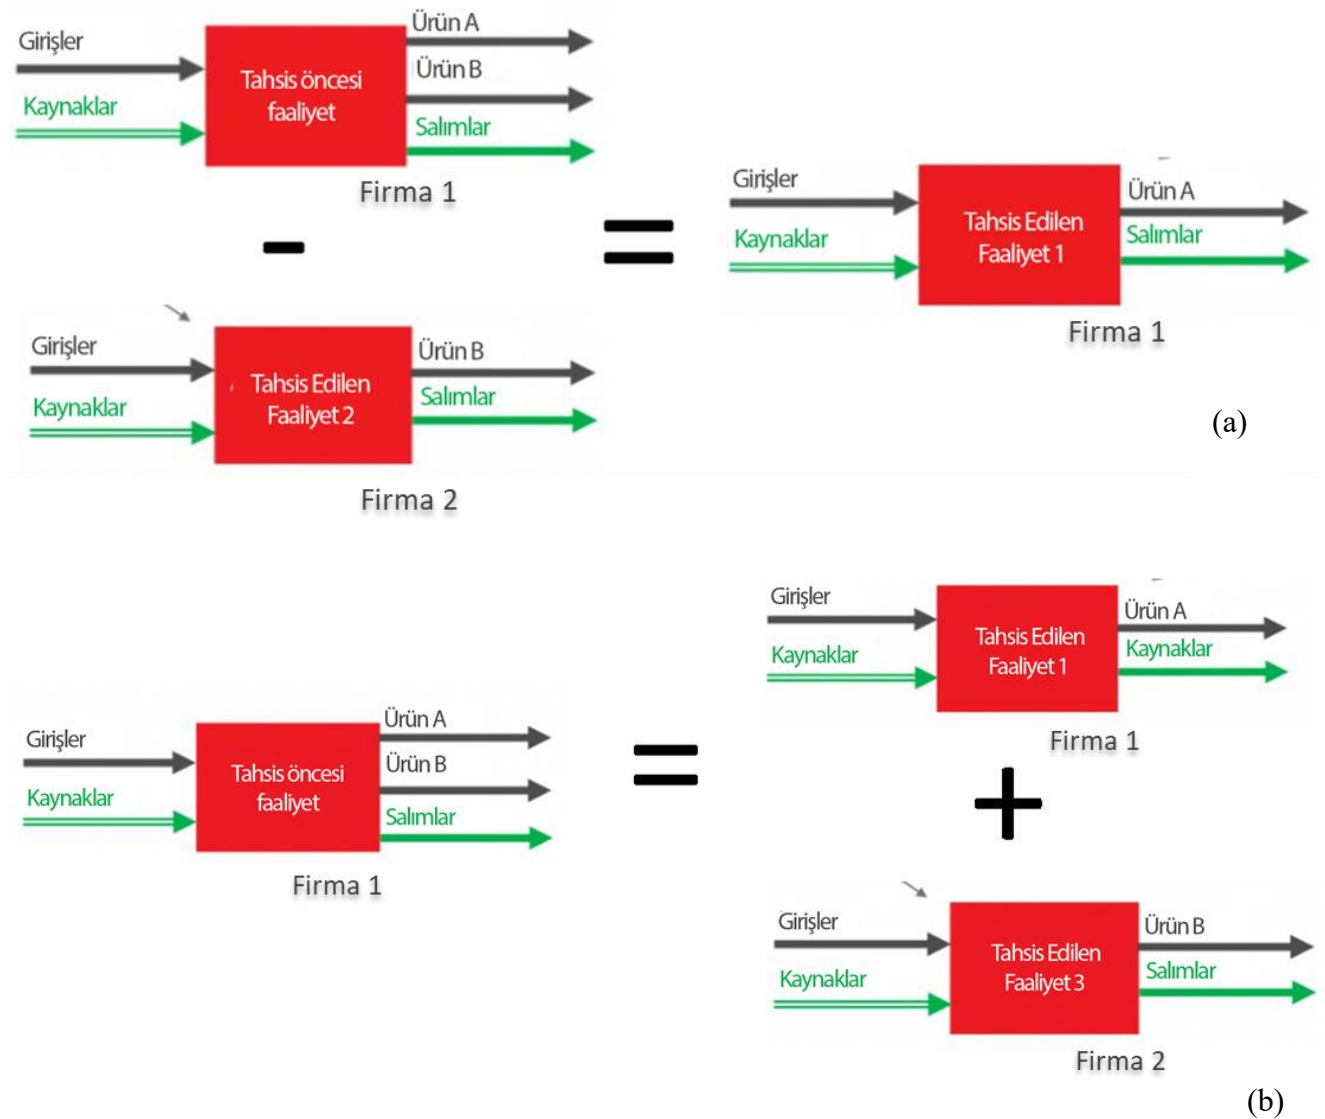 Girişler
Kaynaklar
Tahsis öncesi
faaliyet
Ürün A
Ürün B
Salımlar
Firma 1
-
=
Girişler
Kaynaklar
Tahsis Edilen
Faaliyet 2
Ürün B
Salımlar
Firma 2
Girişler
Kaynaklar
Tahsis Edilen
Faaliyet 1
Ürün A
Salımlar
Firma 1
(a)
Girişler
Kaynaklar
Tahsis öncesi
faaliyet
Ürün A
Ürün B
Salımlar
Firma 1
=
Girişler
Kaynaklar
Tahsis Edilen
Faaliyet 1
Ürün A
Kaynaklar
Firma 1
+
Girişler
Kaynaklar
Tahsis Edilen
Faaliyet 3
Ürün B
Salımlar
Firma 2
(b)